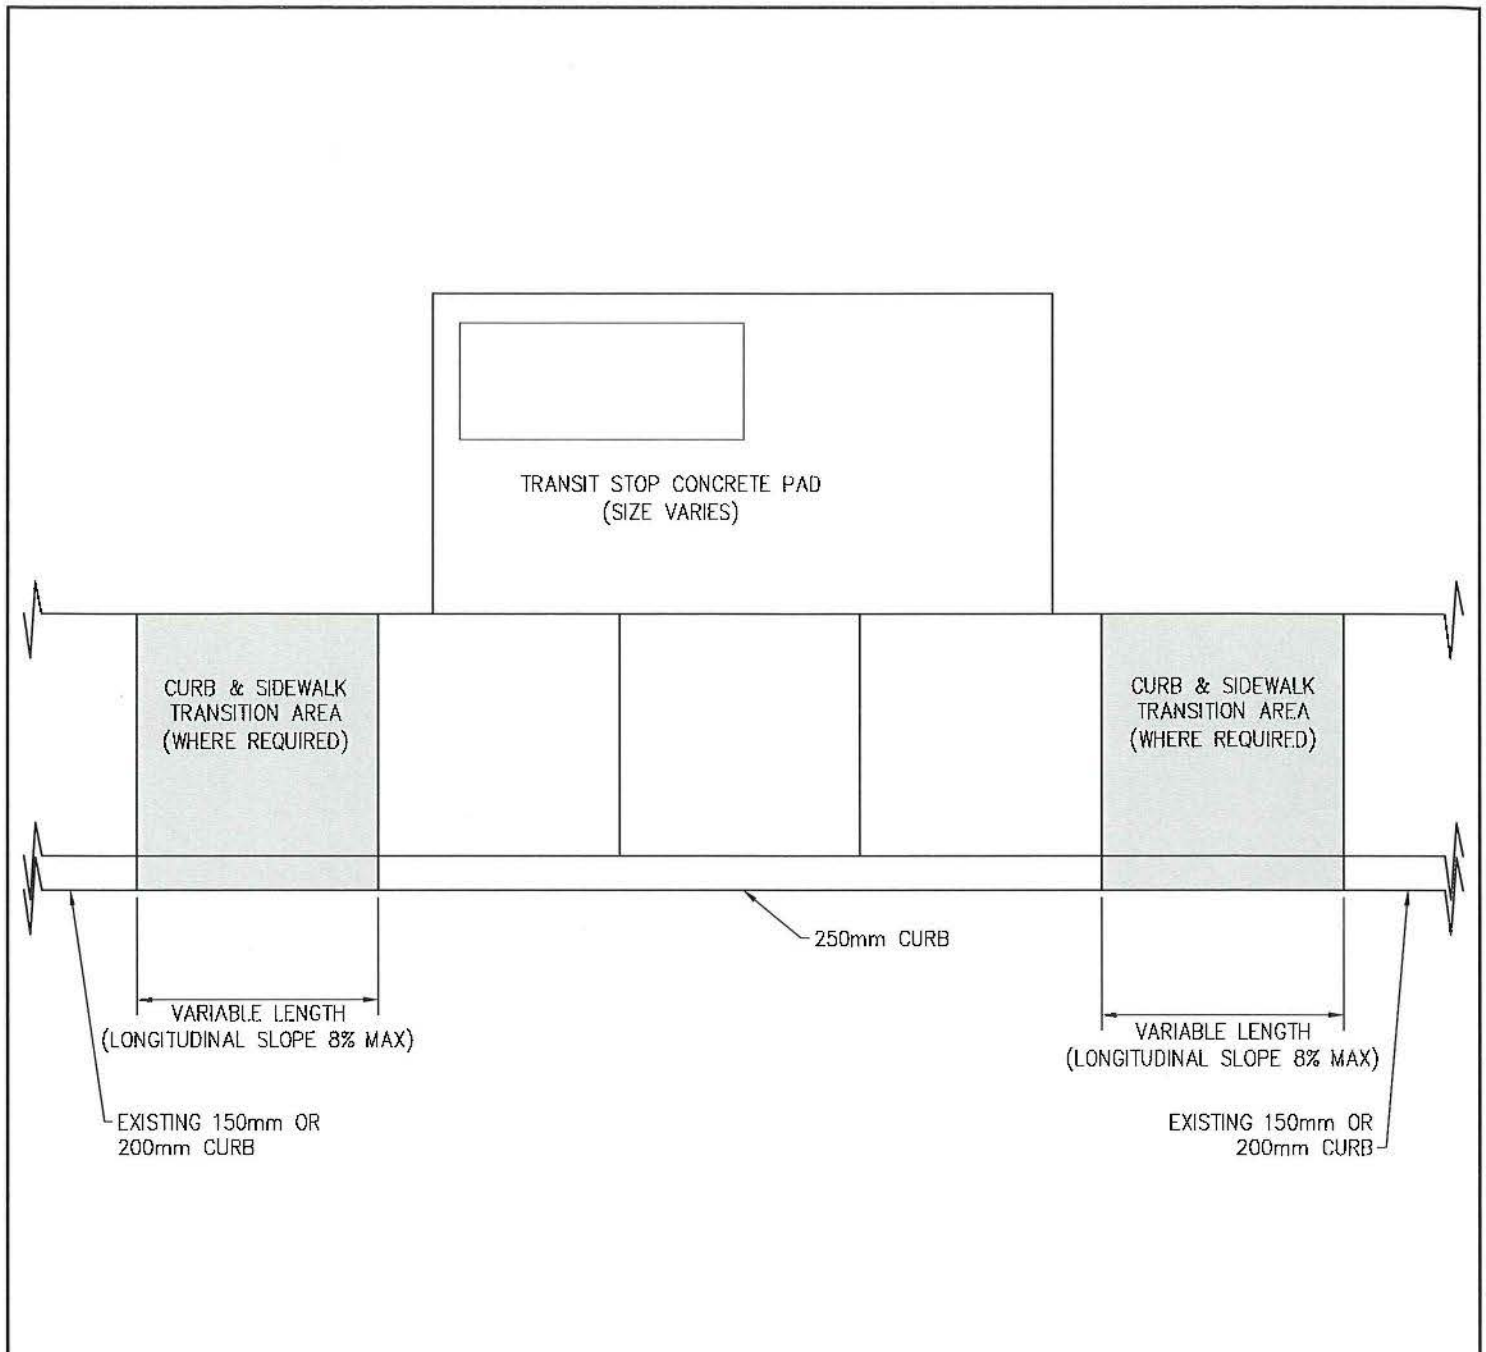 TRANSIT STOP CONCRETE PAD
(SIZE VARIES)
CURB & SIDEWALK
TRANSITION AREA
(WHERE REQUIRED)
CURB & SIDEWALK
TRANSITION AREA
(WHERE REQUIRED)
250mm CURB
VARIABLE LENGTH
(LONGITUDINAL SLOPE 8% MAX)
VARIABLE LENGTH
(LONGITUDINAL SLOPE 8% MAX)
EXISTING 150mm OR
200mm CURB
EXISTING 150mm OR
200mm CURB